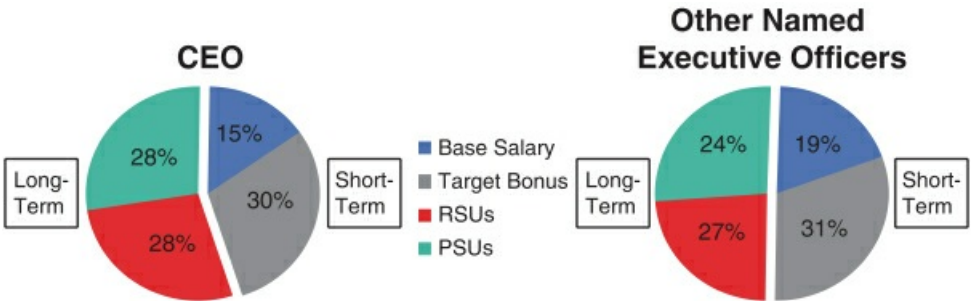 CEO
Other Named
Executive Officers
15%
28%
30%
28%
Long-
Term
Short-
Term
Base Salary
Target Bonus
RSUs
PSUs
24%
19%
27%
31%
Long-
Term
Short-
Term